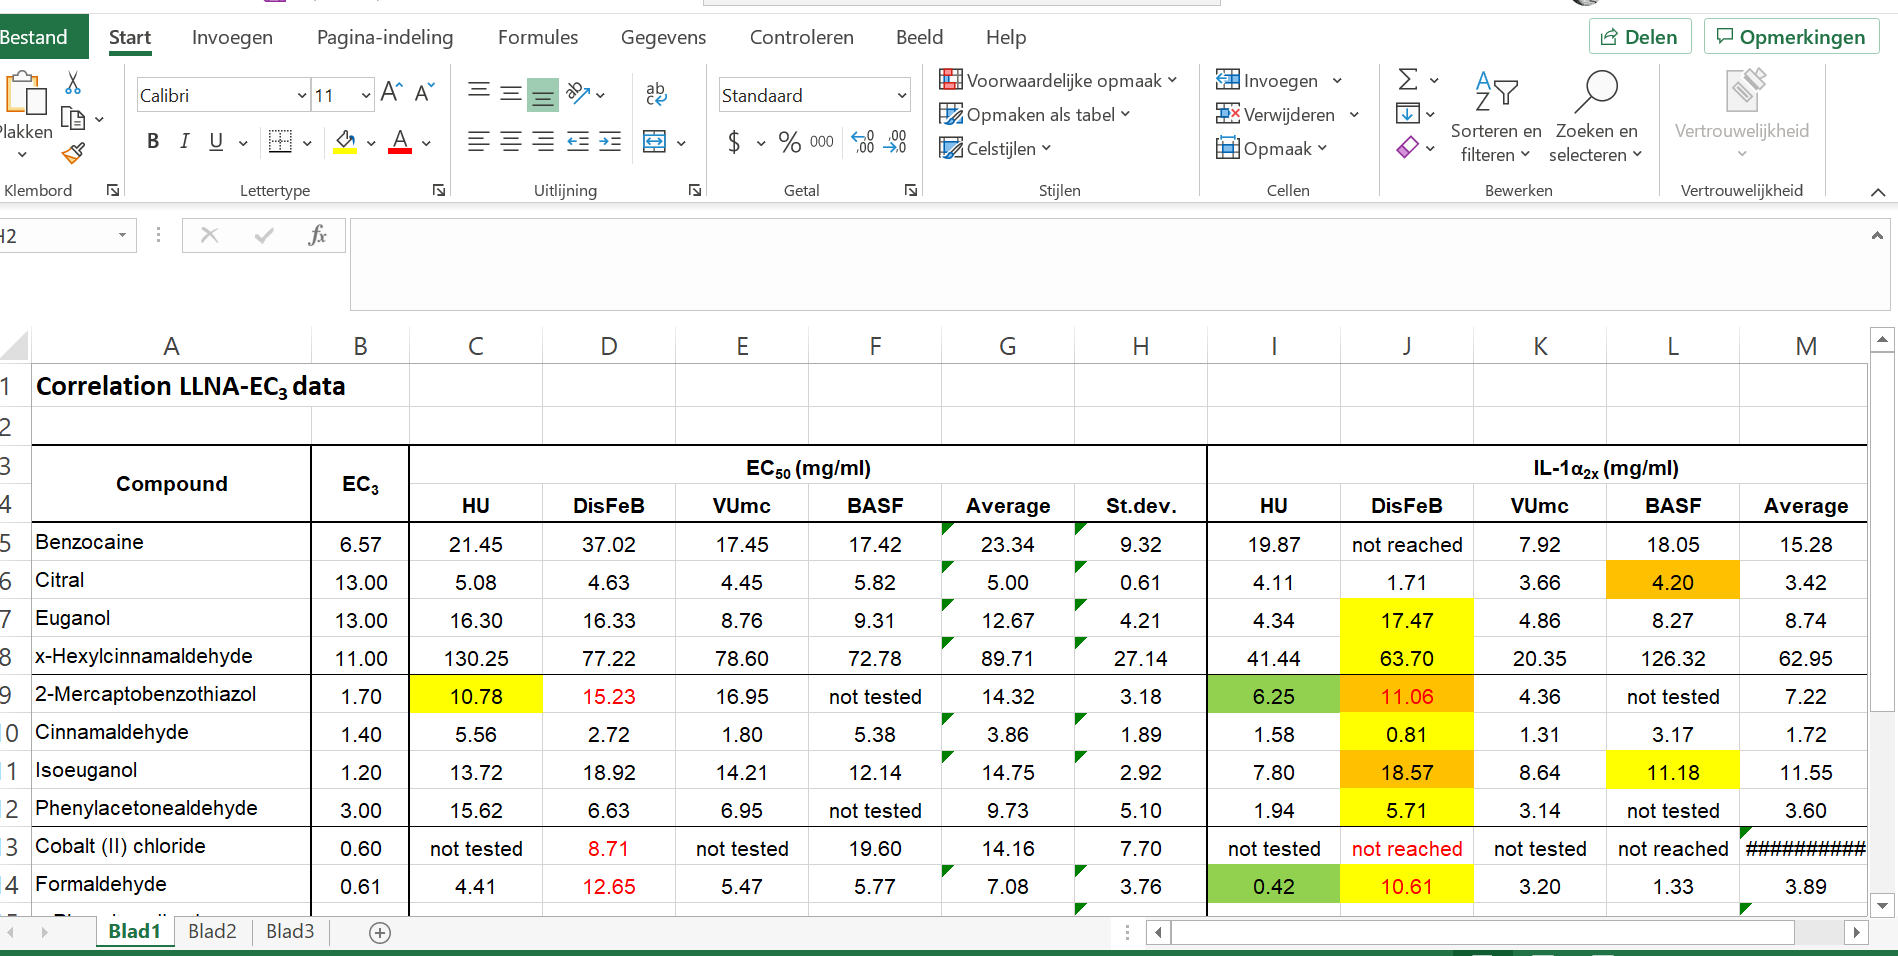 Bestand Start Invoegen Pagina-indeling Formules Gegevens Controleren Beeld Help Delen Opmerkingen
Calibri 11 Standaard
Voorwaardelijke opmaak
Opmaken als tabel
Celstijlen
Invoegen
Verwijderen
Opmaak
Plakken
B I U A $ % 000
Sorteren en filteren
Zoeken en selecteren
Vertrouwelijkheid
Klembord Lettertype Uitlijning Getal Stijlen Cellen Bewerken Vertrouwelijkheid
H2 fx
A B C D E F G H I J K L M
1 Correlation LLNA-EC3 data
2
3 Compound EC3 EC50 (mg/ml) IL-1α2x (mg/ml)
4 HU DisFeB VUmc BASF Average St.dev. HU DisFeB VUmc BASF Average
5 Benzocaine 6.57 21.45 37.02 17.45 17.42 23.34 9.32 19.87 not reached 7.92 18.05 15.28
6 Citral 13.00 5.08 4.63 4.45 5.82 5.00 0.61 4.11 1.71 3.66 4.20 3.42
7 Euganol 13.00 16.30 16.33 8.76 9.31 12.67 4.21 4.34 17.47 4.86 8.27 8.74
8 x-Hexylcinnamaldehyde 11.00 130.25 77.22 78.60 72.78 89.71 27.14 41.44 63.70 20.35 126.32 62.95
9 2-Mercaptobenzothiazol 1.70 10.78 15.23 16.95 not tested 14.32 3.18 6.25 11.06 4.36 not tested 7.22
10 Cinnamaldehyde 1.40 5.56 2.72 1.80 5.38 3.86 1.89 1.58 0.81 1.31 3.17 1.72
11 Isoeuganol 1.20 13.72 18.92 14.21 12.14 14.75 2.92 7.80 18.57 8.64 11.18 11.55
12 Phenylacetonealdehyde 3.00 15.62 6.63 6.95 not tested 9.73 5.10 1.94 5.71 3.14 not tested 3.60
13 Cobalt (II) chloride 0.60 not tested 8.71 not tested 19.60 14.16 7.70 not tested not reached not tested not reached ##########
14 Formaldehyde 0.61 4.41 12.65 5.47 5.77 7.08 3.76 0.42 10.61 3.20 1.33 3.89
Blad1 Blad2 Blad3